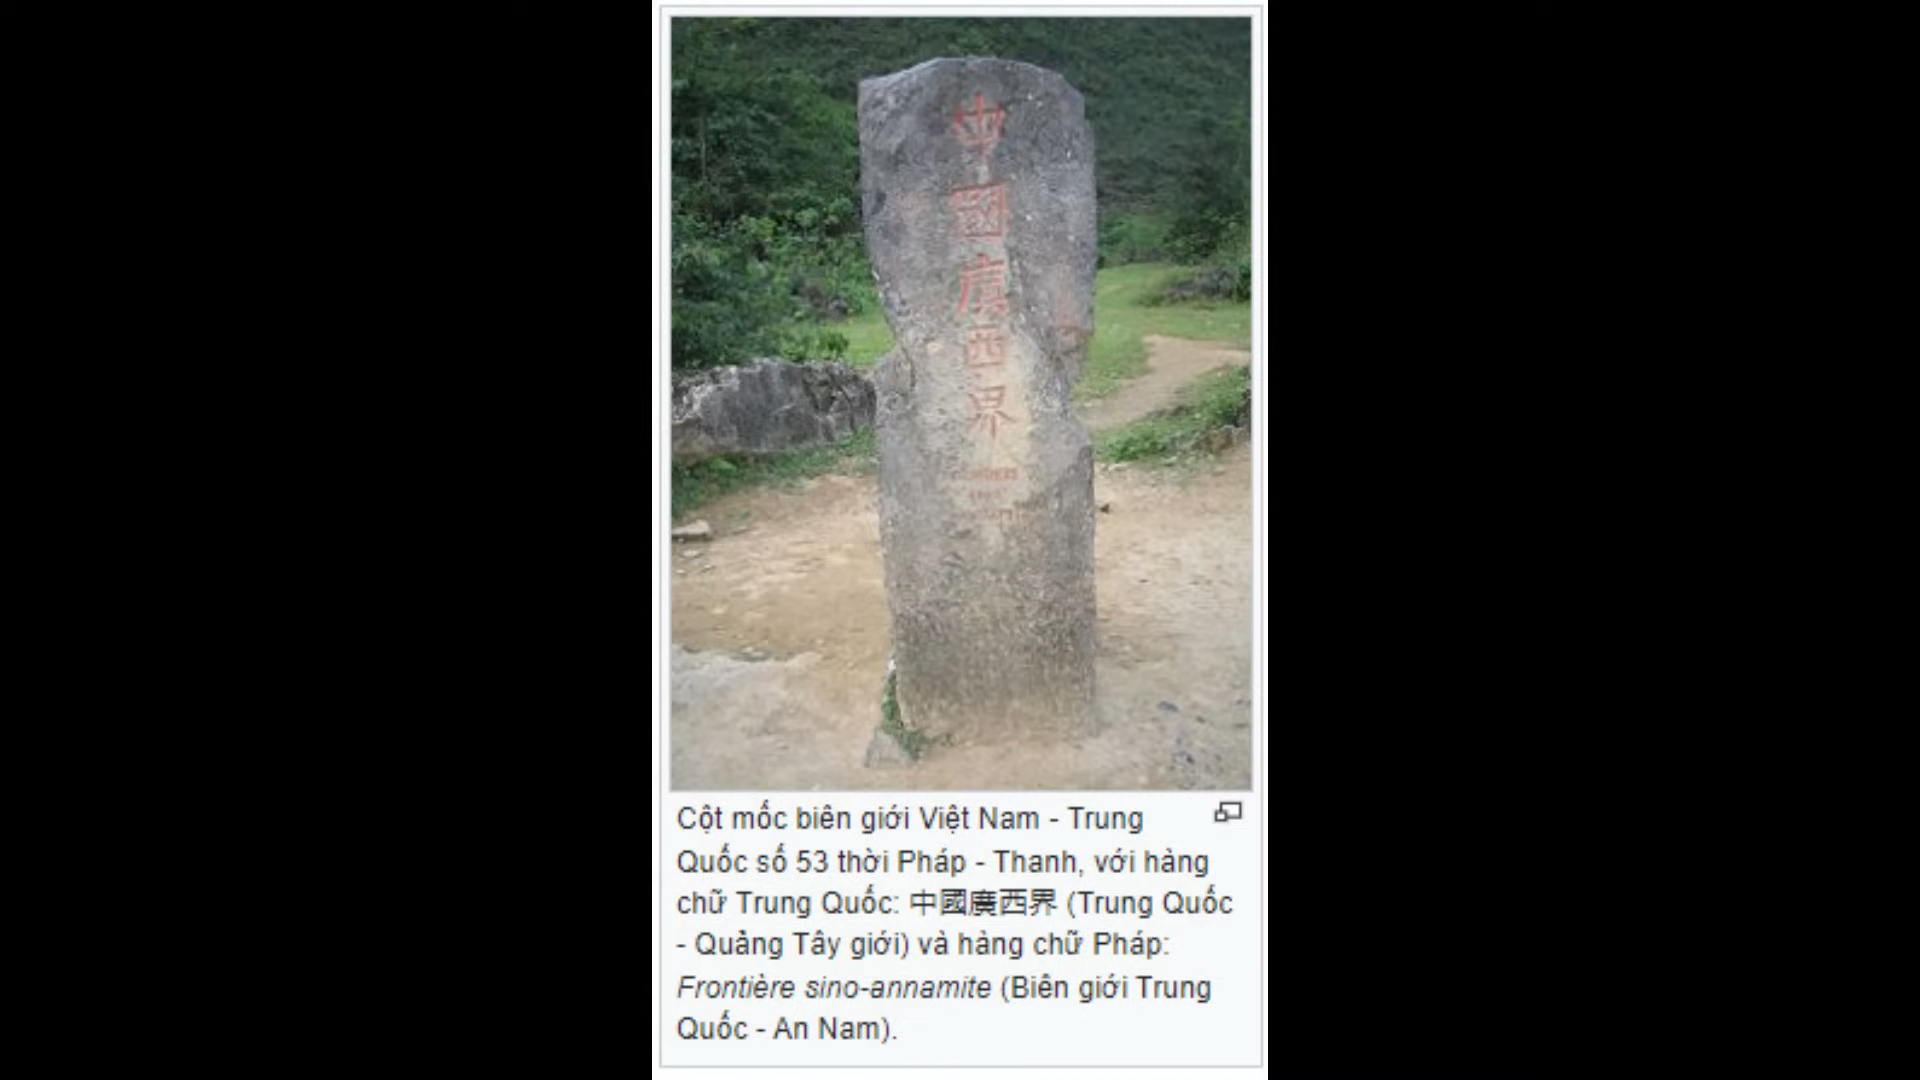 中
國
廣
西
界
Cột mốc biên giới Việt Nam - Trung
Quốc số 53 thời Pháp - Thanh, với hàng
chữ Trung Quốc: 中國廣西界 (Trung Quốc
- Quảng Tây giới) và hàng chữ Pháp:
Frontière sino-annamite (Biên giới Trung
Quốc - An Nam).